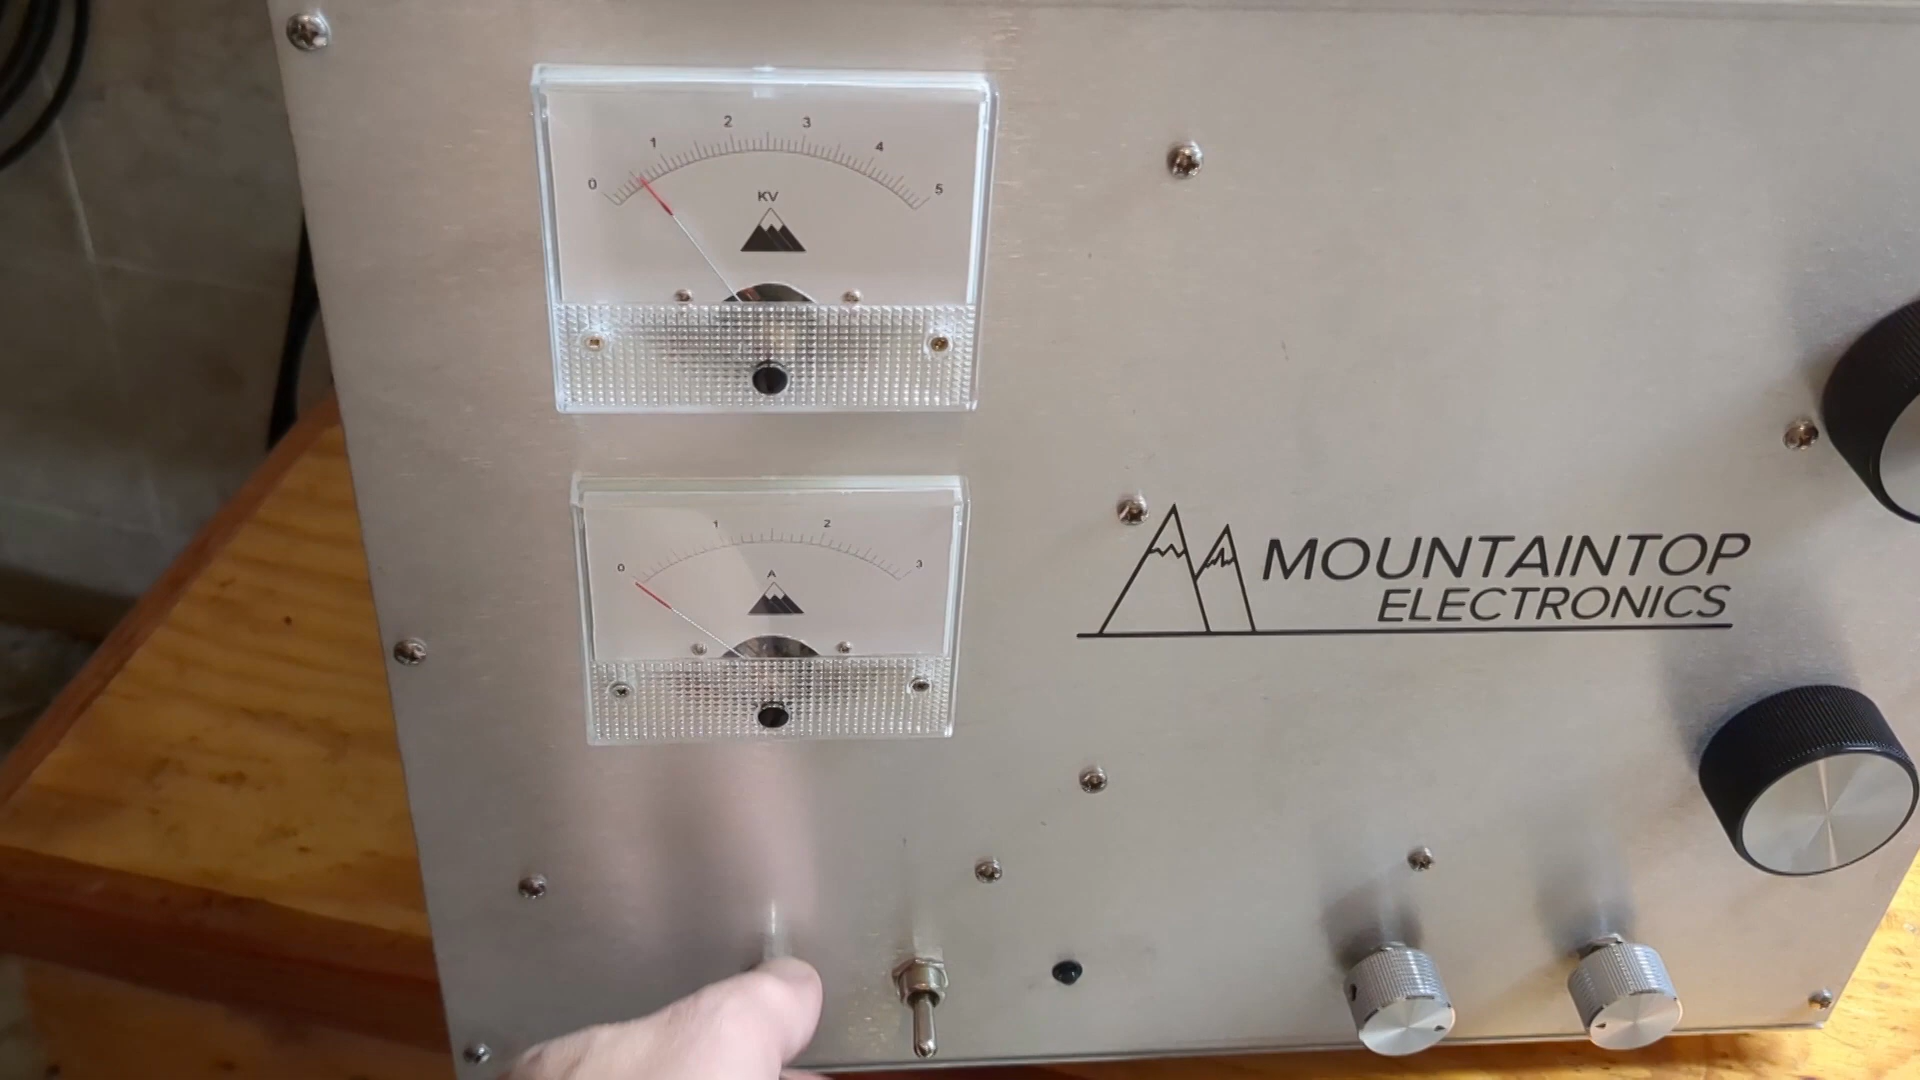 0 1 2 3 4 5
KV
0 1 2 3
A
MOUNTAINTOP
ELECTRONICS